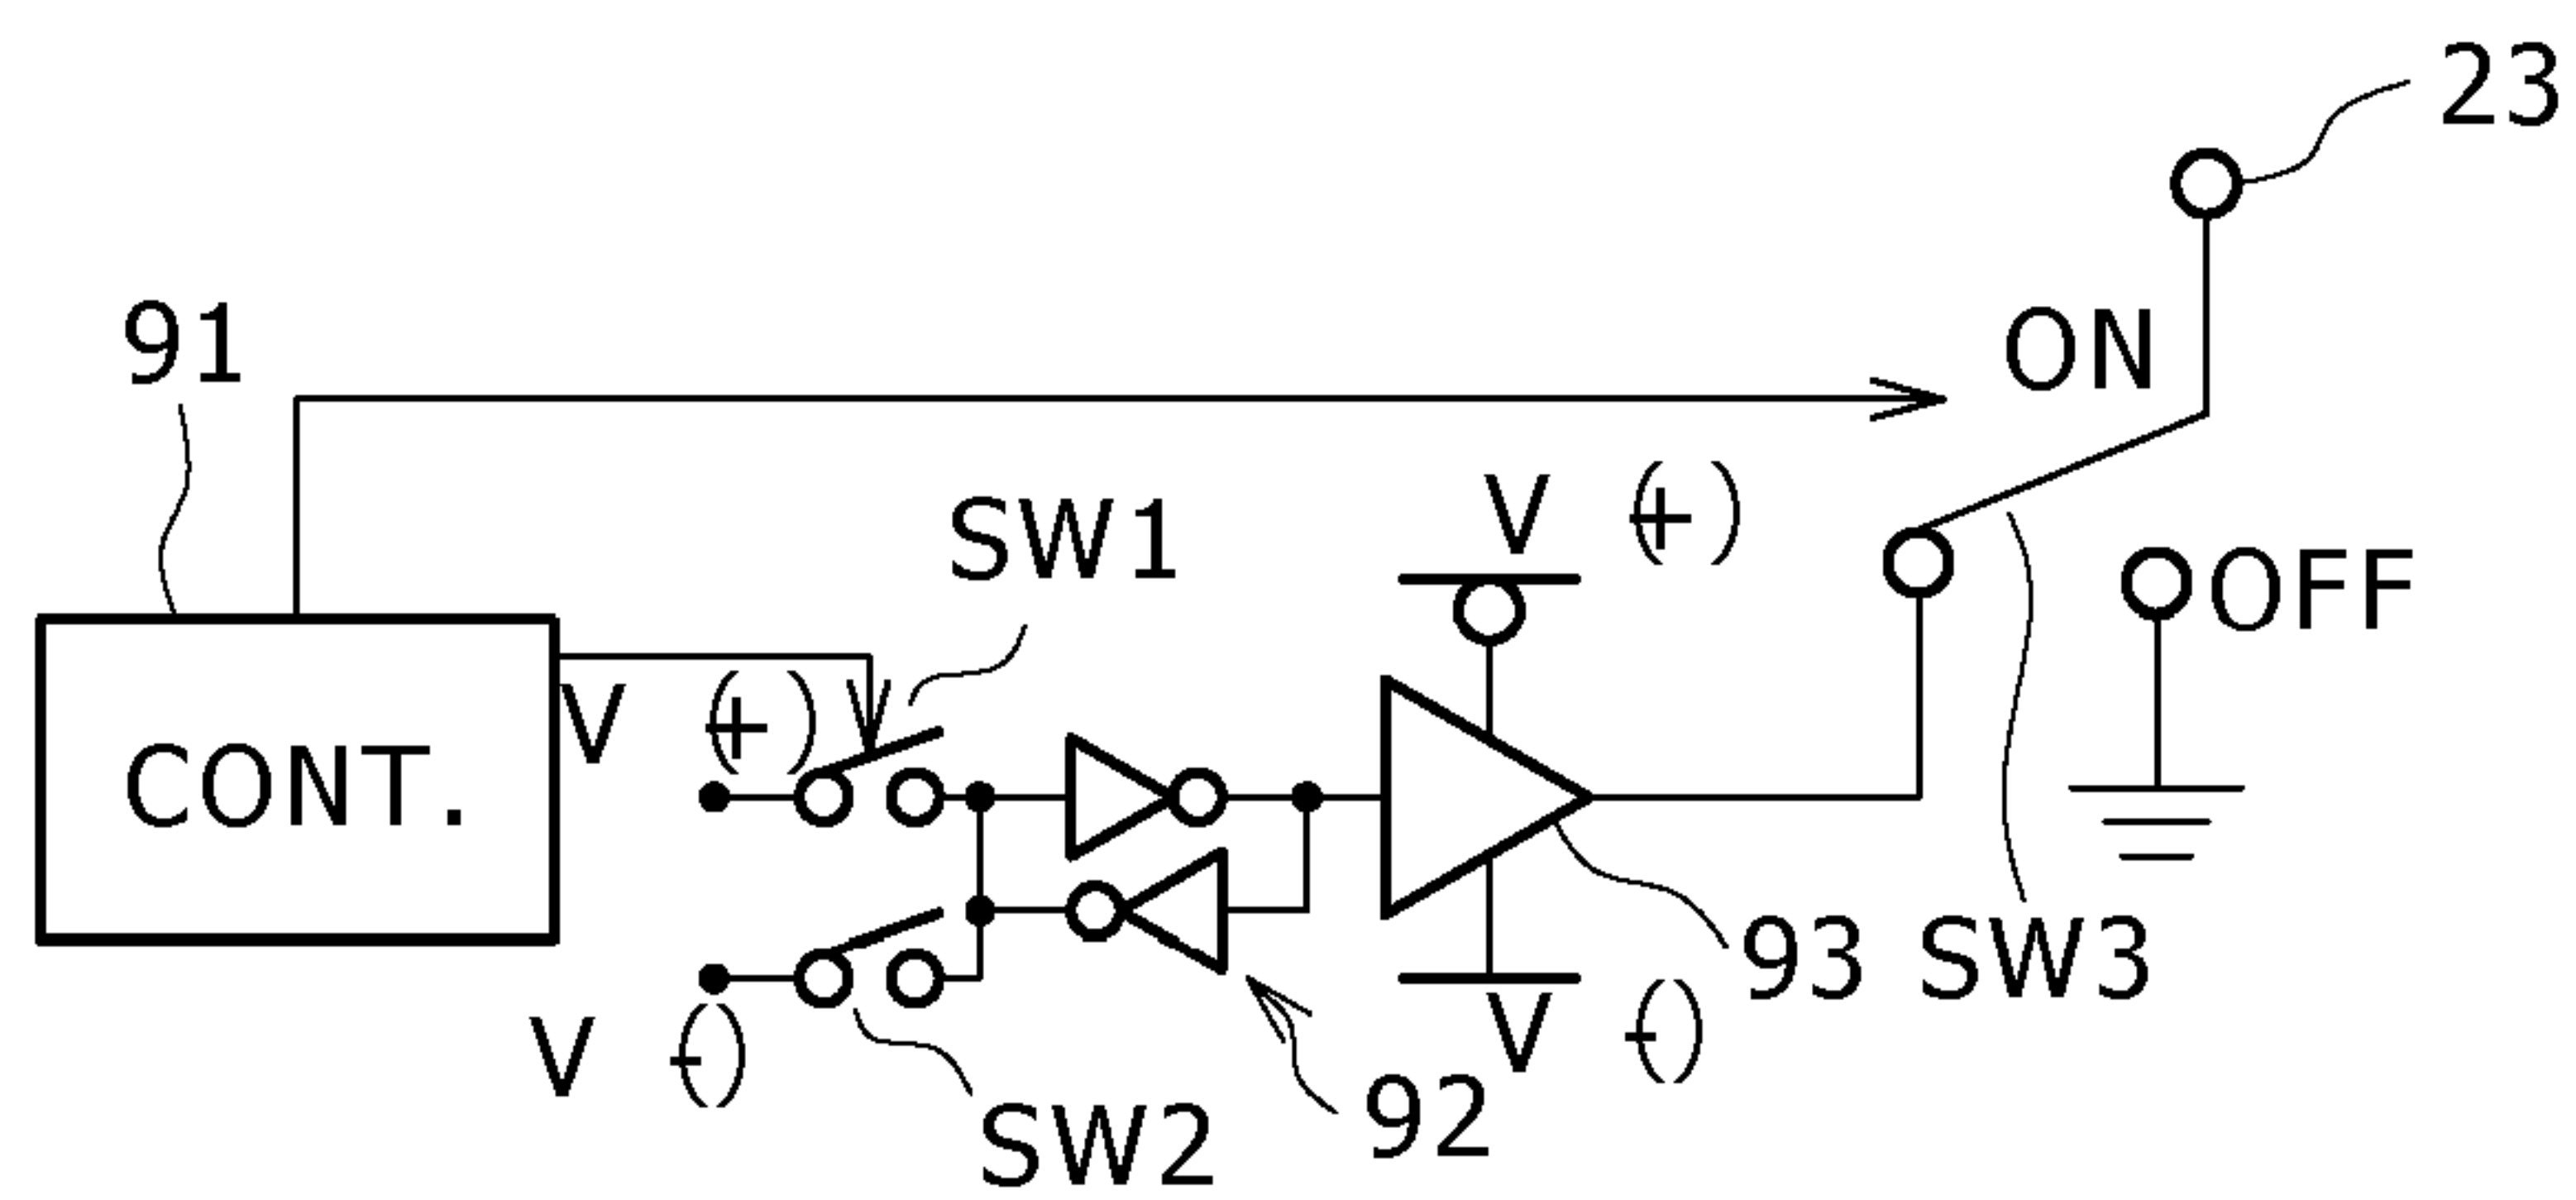 23
ON
91
V (+)
SW1
OFF
V (+)
CONT.
93
SW3
V (-)
V (-)
92
SW2